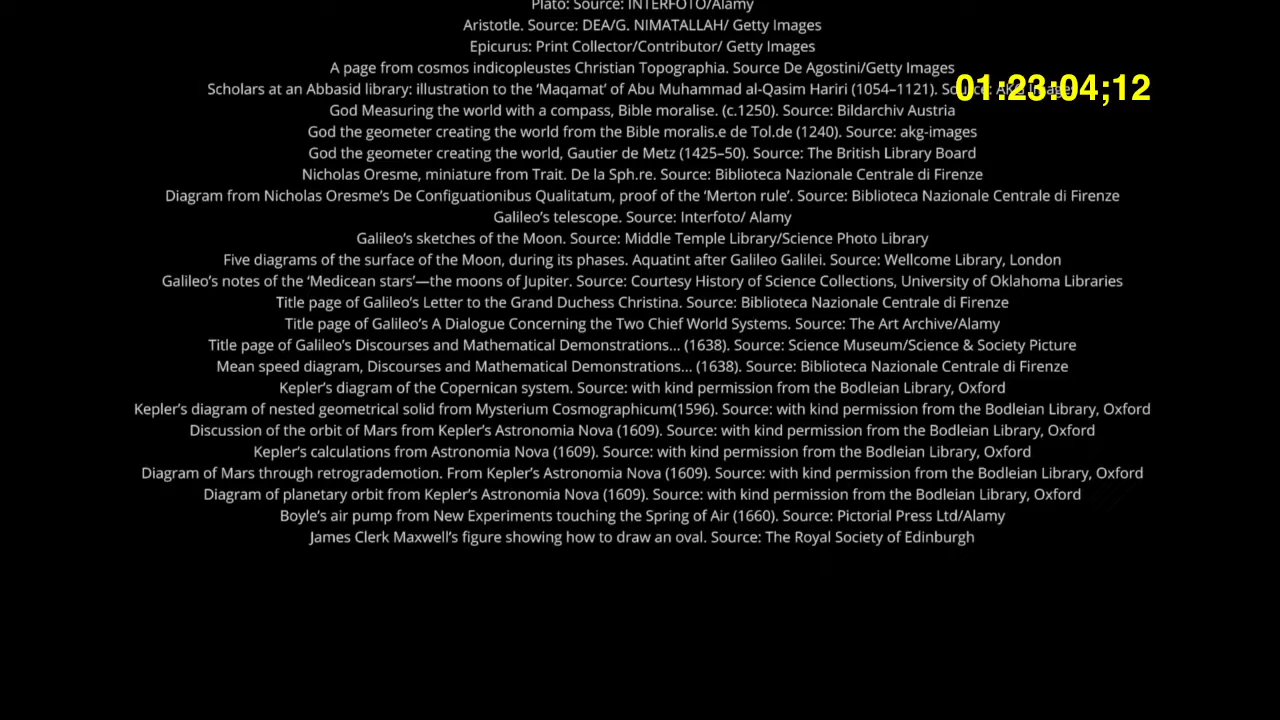 Plato: Source: INTERFOTO/Alamy
Aristotle. Source: DEA/G. NIMATALLAH/ Getty Images
Epicurus: Print Collector/Contributor/ Getty Images
A page from cosmos indicopleustes Christian Topographia. Source De Agostini/Getty Images
01:23:04;12
Scholars at an Abbasid library: illustration to the ‘Maqamat’ of Abu Muhammad al-Qasim Hariri (1054–1121).
God Measuring the world with a compass, Bible moralise. (c.1250). Source: Bildarchiv Austria
God the geometer creating the world from the Bible moralis.e de Tol.de (1240). Source: akg-images
God the geometer creating the world, Gautier de Metz (1425–50). Source: The British Library Board
Nicholas Oresme, miniature from Trait. De la Sph.re. Source: Biblioteca Nazionale Centrale di Firenze
Diagram from Nicholas Oresme’s De Configuationibus Qualitatum, proof of the ‘Merton rule’. Source: Biblioteca Nazionale Centrale di Firenze
Galileo’s telescope. Source: Interfoto/ Alamy
Galileo’s sketches of the Moon. Source: Middle Temple Library/Science Photo Library
Five diagrams of the surface of the Moon, during its phases. Aquatint after Galileo Galilei. Source: Wellcome Library, London
Galileo’s notes of the ‘Medicean stars’—the moons of Jupiter. Source: Courtesy History of Science Collections, University of Oklahoma Libraries
Title page of Galileo’s Letter to the Grand Duchess Christina. Source: Biblioteca Nazionale Centrale di Firenze
Title page of Galileo’s A Dialogue Concerning the Two Chief World Systems. Source: The Art Archive/Alamy
Title page of Galileo’s Discourses and Mathematical Demonstrations... (1638). Source: Science Museum/Science & Society Picture
Mean speed diagram, Discourses and Mathematical Demonstrations... (1638). Source: Biblioteca Nazionale Centrale di Firenze
Kepler’s diagram of the Copernican system. Source: with kind permission from the Bodleian Library, Oxford
Kepler’s diagram of nested geometrical solid from Mysterium Cosmographicum(1596). Source: with kind permission from the Bodleian Library, Oxford
Discussion of the orbit of Mars from Kepler’s Astronomia Nova (1609). Source: with kind permission from the Bodleian Library, Oxford
Kepler’s calculations from Astronomia Nova (1609). Source: with kind permission from the Bodleian Library, Oxford
Diagram of Mars through retrogrademotion. From Kepler’s Astronomia Nova (1609). Source: with kind permission from the Bodleian Library, Oxford
Diagram of planetary orbit from Kepler’s Astronomia Nova (1609). Source: with kind permission from the Bodleian Library, Oxford
Boyle’s air pump from New Experiments touching the Spring of Air (1660). Source: Pictorial Press Ltd/Alamy
James Clerk Maxwell’s figure showing how to draw an oval. Source: The Royal Society of Edinburgh